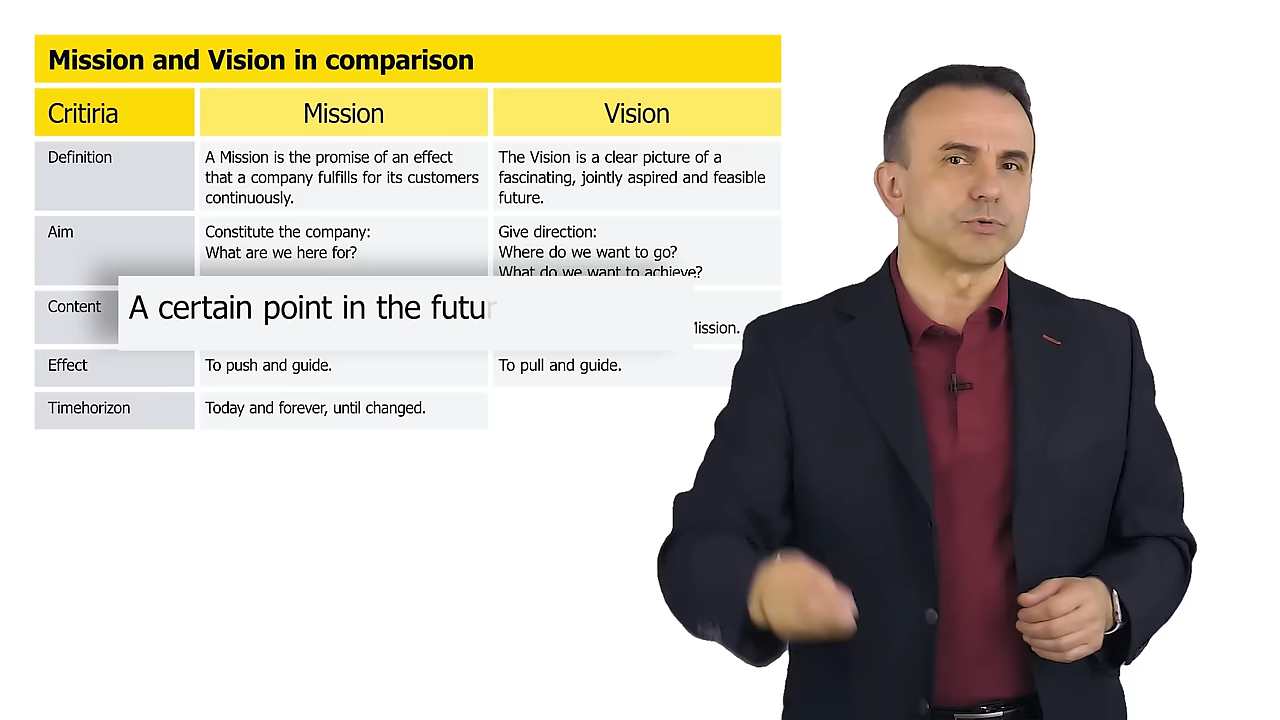 Mission and Vision in comparison
Critiria Mission Vision
Definition
A Mission is the promise of an effect
that a company fulfills for its customers
continuously.
The Vision is a clear picture of a
fascinating, jointly aspired and feasible
future.
Aim
Constitute the company:
What are we here for?
Give direction:
Where do we want to go?
What do we want to achieve?
Content
A certain point in the futur
Effect
To push and guide.
To pull and guide.
Timehorizon
Today and forever, until changed.